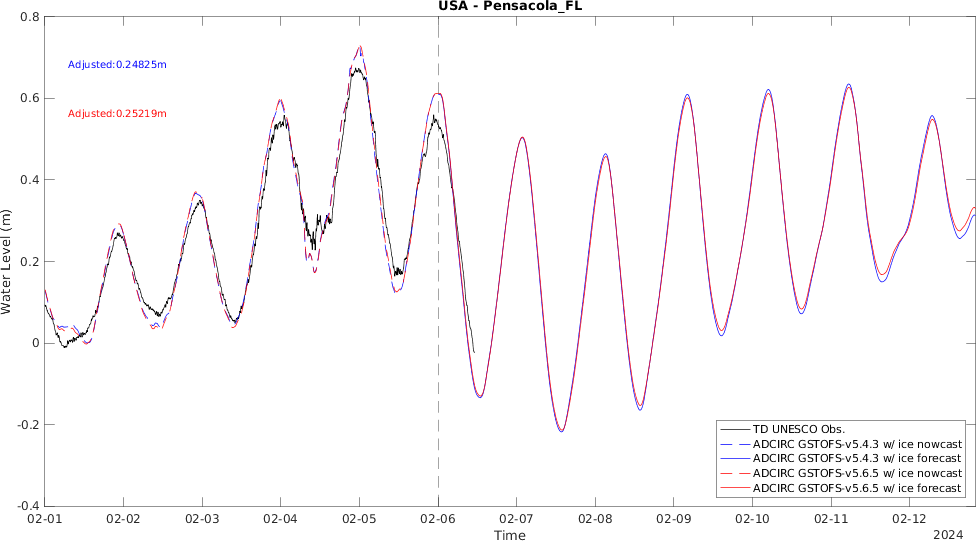 USA - Pensacola_FL
0.8
0.6
0.4
0.2
0
-0.2
-0.4
Water Level (m)
Adjusted:0.24825m
Adjusted:0.25219m
TD UNESCO Obs.
ADCIRC GSTOFS-v5.4.3 w/ ice nowcast
ADCIRC GSTOFS-v5.4.3 w/ ice forecast
ADCIRC GSTOFS-v5.6.5 w/ ice nowcast
ADCIRC GSTOFS-v5.6.5 w/ ice forecast
02-01 02-02 02-03 02-04 02-05 02-06 02-07 02-08 02-09 02-10 02-11 02-12
Time
2024